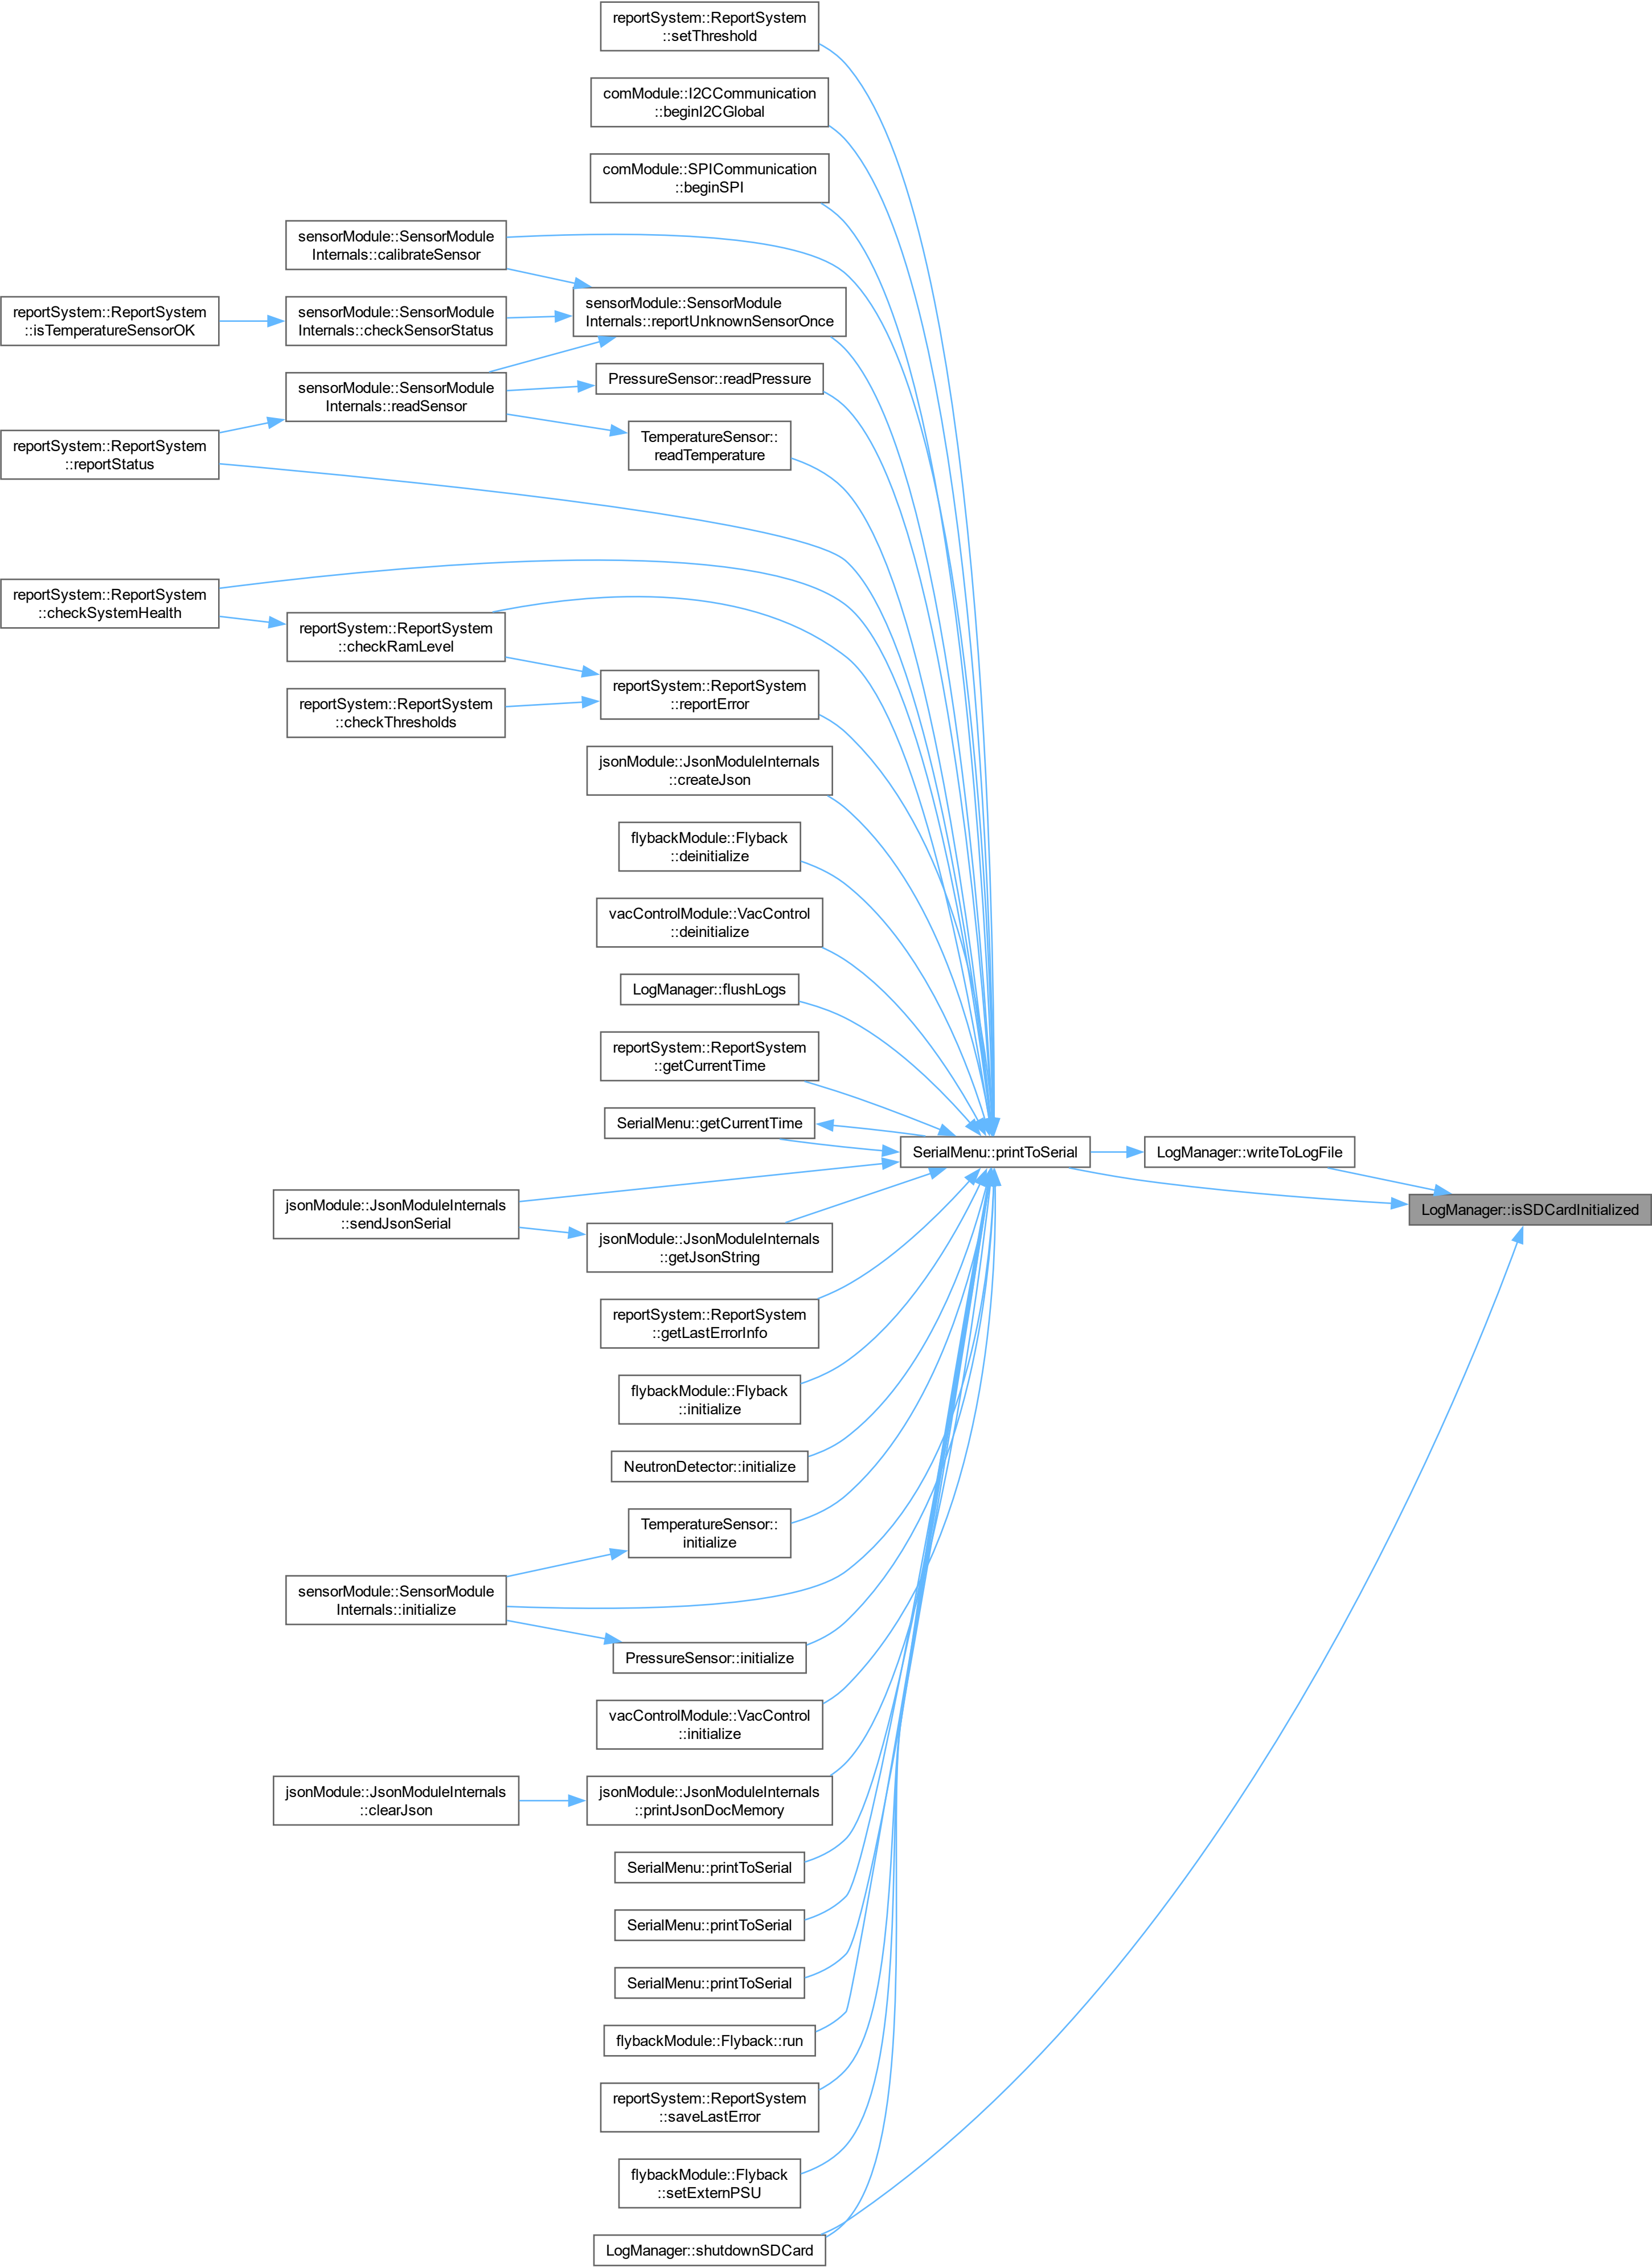 reportSystem::ReportSystem
::setThreshold
comModule::I2CCommunication
::beginI2CGlobal
comModule::SPICommunication
::beginSPI
sensorModule::SensorModule
Internals::calibrateSensor
reportSystem::ReportSystem
::isTemperatureSensorOK
sensorModule::SensorModule
Internals::checkSensorStatus
sensorModule::SensorModule
Internals::reportUnknownSensorOnce
sensorModule::SensorModule
Internals::readSensor
PressureSensor::readPressure
reportSystem::ReportSystem
::reportStatus
TemperatureSensor::
readTemperature
reportSystem::ReportSystem
::checkSystemHealth
reportSystem::ReportSystem
::checkRamLevel
reportSystem::ReportSystem
::checkThresholds
reportSystem::ReportSystem
::reportError
jsonModule::JsonModuleInternals
::createJson
flybackModule::Flyback
::deinitialize
vacControlModule::VacControl
::deinitialize
LogManager::flushLogs
reportSystem::ReportSystem
::getCurrentTime
SerialMenu::getCurrentTime
SerialMenu::printToSerial
LogManager::writeToLogFile
LogManager::isSDCardInitialized
jsonModule::JsonModuleInternals
::sendJsonSerial
jsonModule::JsonModuleInternals
::getJsonString
reportSystem::ReportSystem
::getLastErrorInfo
flybackModule::Flyback
::initialize
NeutronDetector::initialize
TemperatureSensor::
initialize
sensorModule::SensorModule
Internals::initialize
PressureSensor::initialize
vacControlModule::VacControl
::initialize
jsonModule::JsonModuleInternals
::clearJson
jsonModule::JsonModuleInternals
::printJsonDocMemory
SerialMenu::printToSerial
SerialMenu::printToSerial
SerialMenu::printToSerial
flybackModule::Flyback::run
reportSystem::ReportSystem
::saveLastError
flybackModule::Flyback
::setExternPSU
LogManager::shutdownSDCard